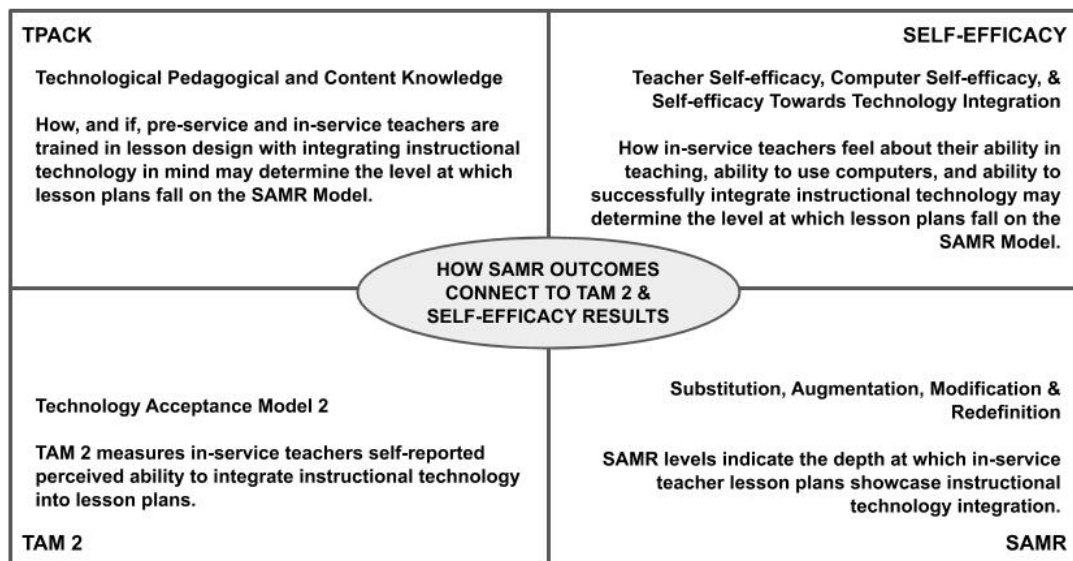 TPACK
Technological Pedagogical and Content Knowledge
How, and if, pre-service and in-service teachers are
trained in lesson design with integrating instructional
technology in mind may determine the level at which
lesson plans fall on the SAMR Model.
SELF-EFFICACY
Teacher Self-efficacy, Computer Self-efficacy, &
Self-efficacy Towards Technology Integration
How in-service teachers feel about their ability in
teaching, ability to use computers, and ability to
successfully integrate instructional technology may
determine the level at which lesson plans fall on the
SAMR Model.
HOW SAMR OUTCOMES
CONNECT TO TAM 2 &
SELF-EFFICACY RESULTS
Technology Acceptance Model 2
TAM 2 measures in-service teachers self-reported
perceived ability to integrate instructional technology
into lesson plans.
TAM 2
Substitution, Augmentation, Modification &
Redefinition
SAMR levels indicate the depth at which in-service
teacher lesson plans showcase instructional
technology integration.
SAMR